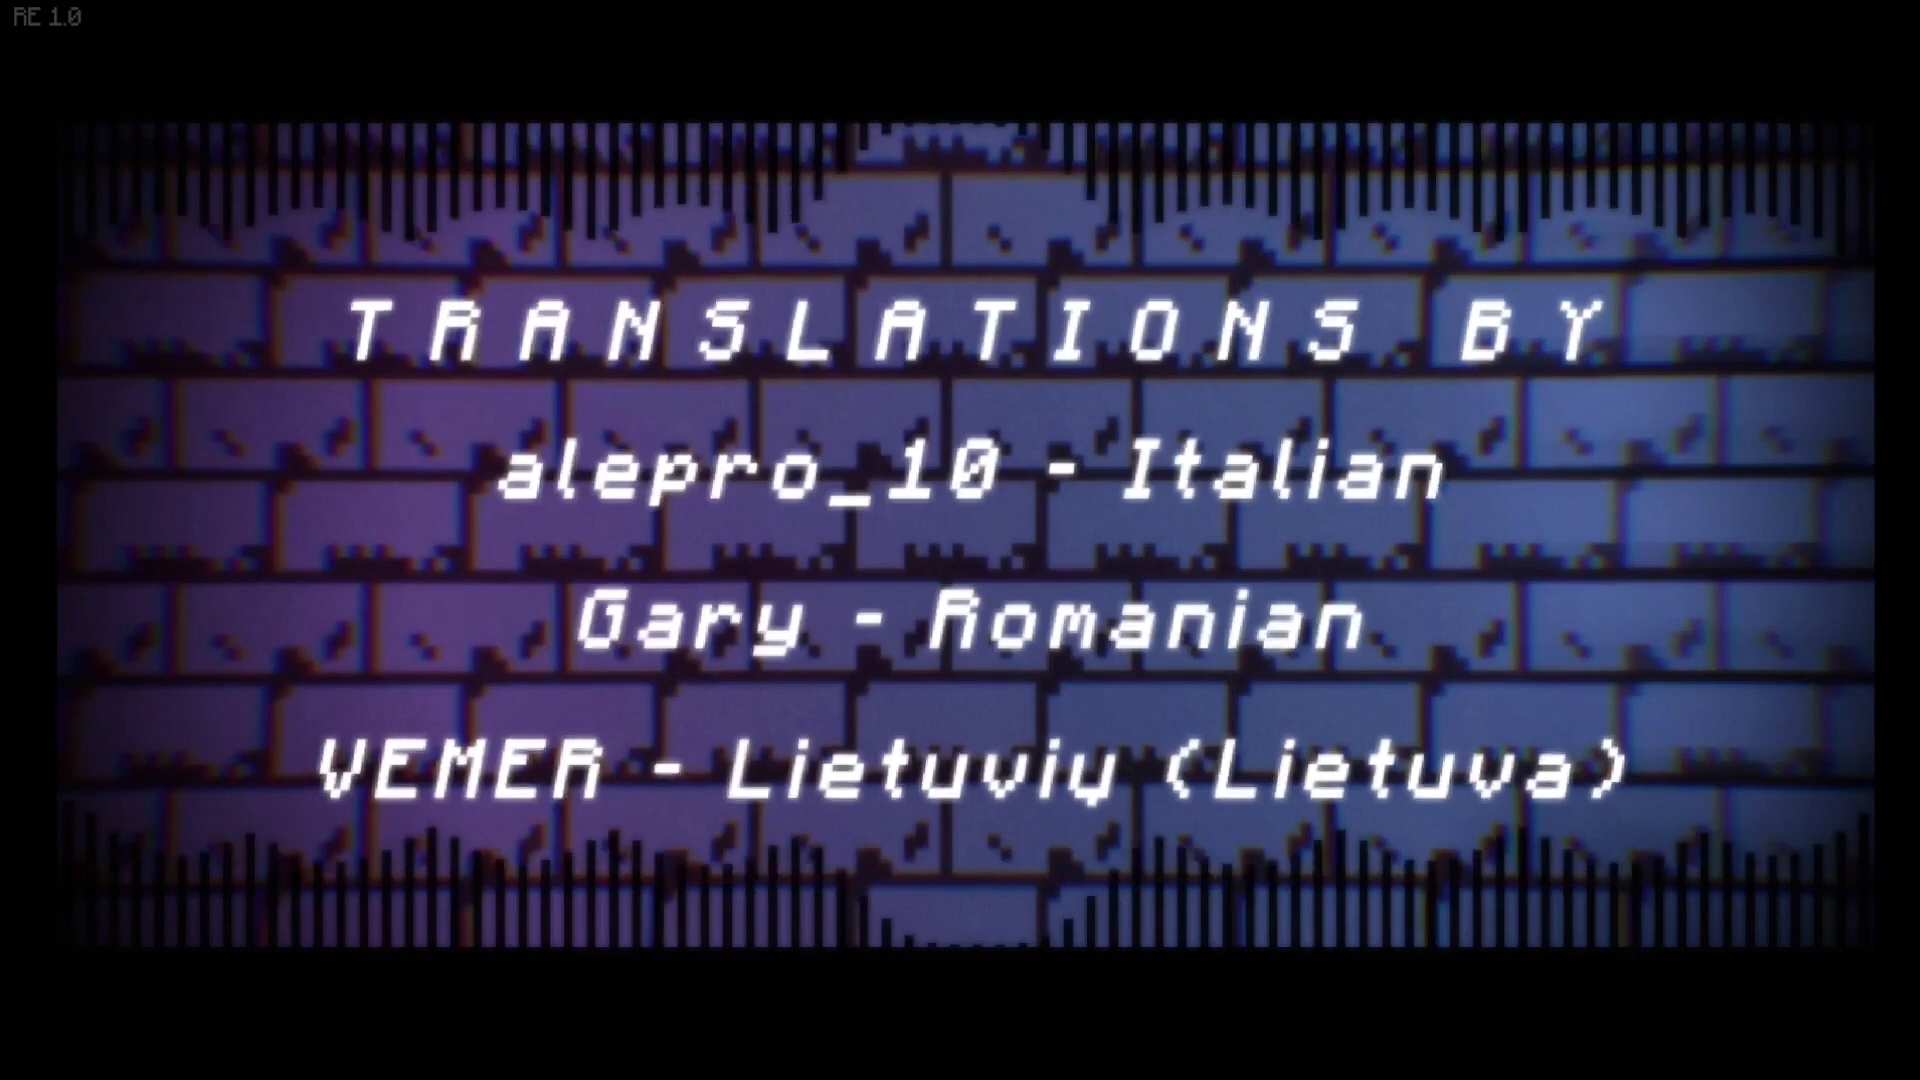 RE 1.0
TRANSLATIONS BY
alepro_10 - Italian
Gary - Romanian
VEMER - Lietuvių (Lietuva)